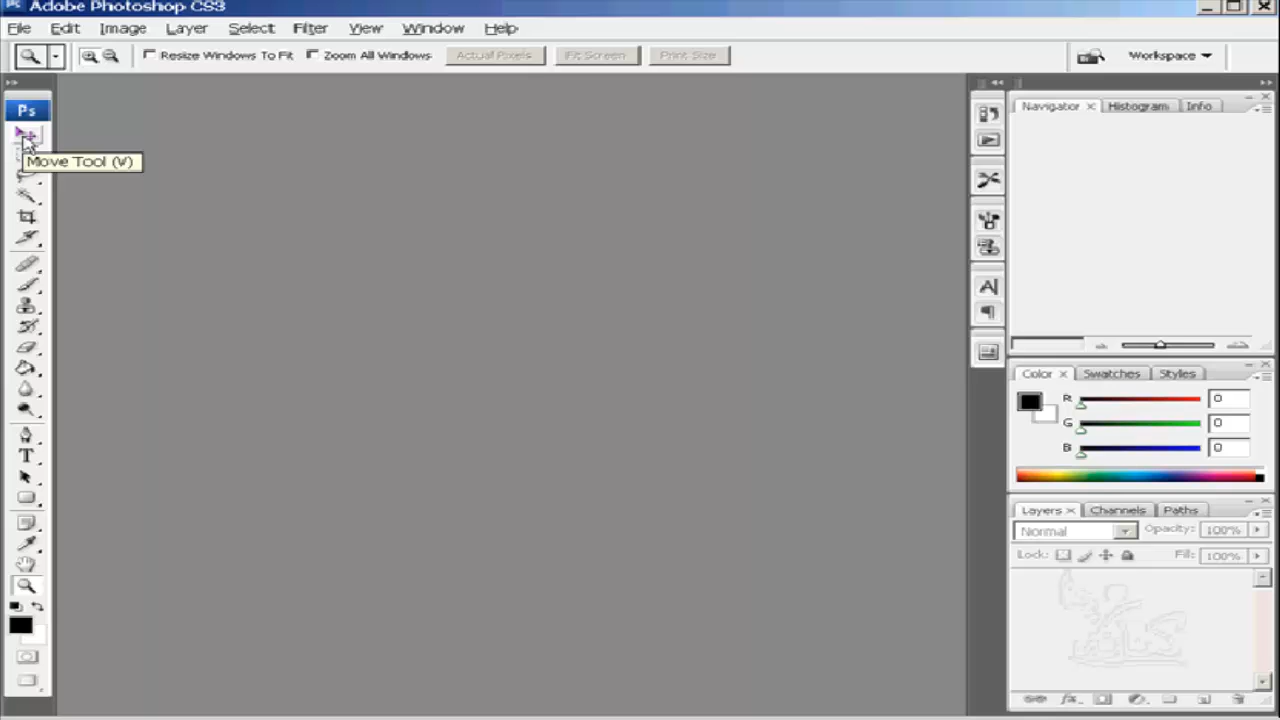 Adobe Photoshop CS3
File Edit Image Layer Select Filter View Window Help
Resize Windows To Fit Zoom All Windows Actual Pixels Fit Screen Print Size Workspace
Ps
Navigator Histogram Info
Move Tool (V)
Color Swatches Styles
R 0
G 0
B 0
Layers Channels Paths
Normal Opacity: 100%
Lock: Fill: 100%